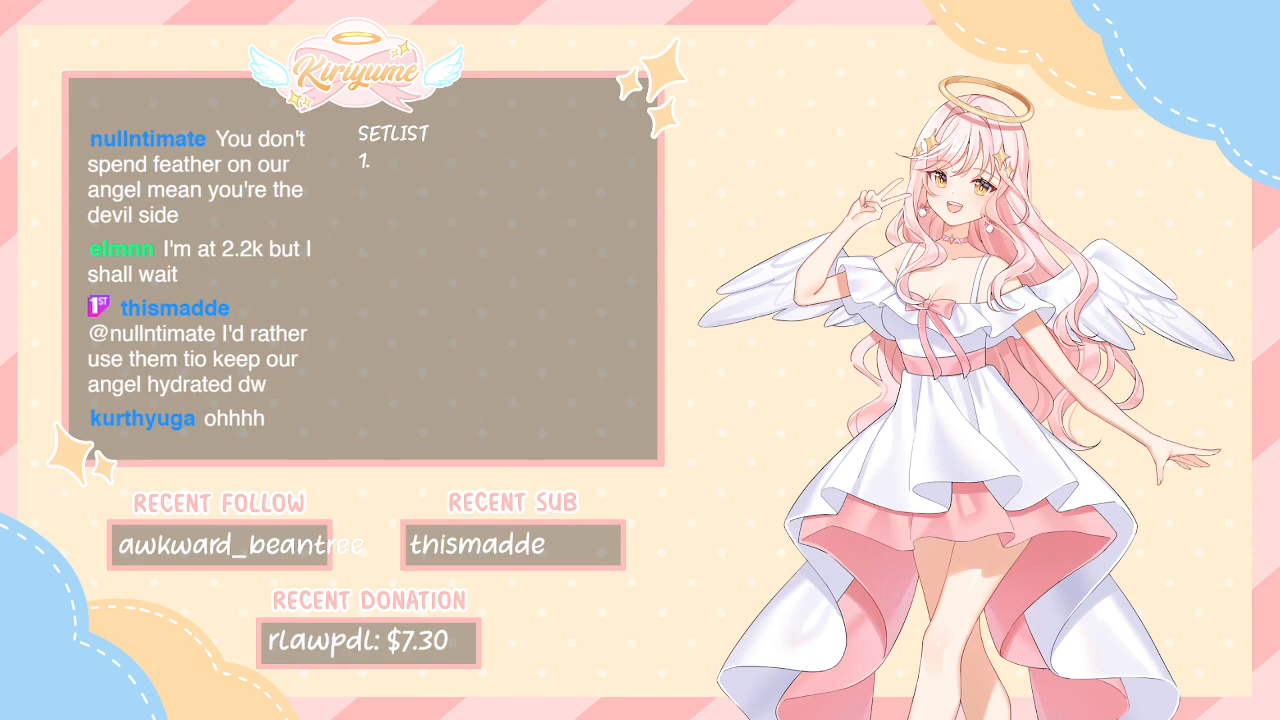 Kiriyume
nullntimate You don't
spend feather on our
angel mean you're the
devil side
elmnn I'm at 2.2k but I
shall wait
1ST thismadde
@nullntimate I'd rather
use them tio keep our
angel hydrated dw
kurthyuga ohhhh
SETLIST
1.
RECENT FOLLOW
awkward_beantree
RECENT SUB
thismadde
RECENT DONATION
rlawpdl: $7.30